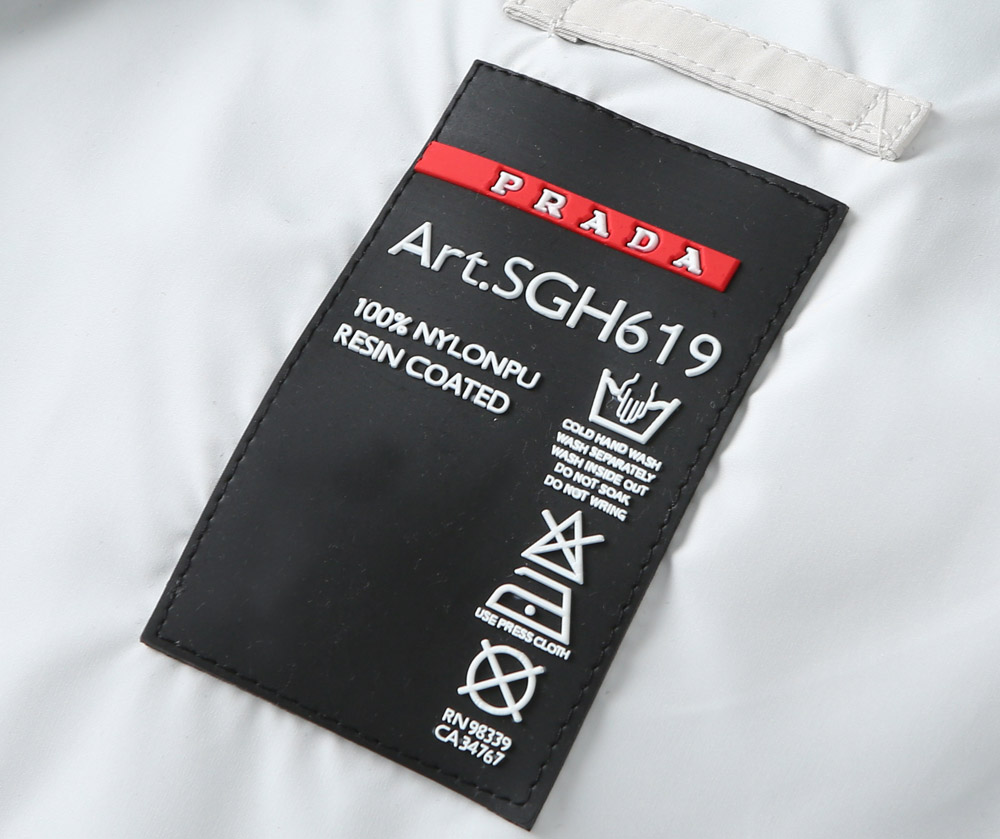 PRADA
Art.SGH619
100% NYLONPU
RESIN COATED
COLD HAND WASH
WASH SEPARATELY
WASH INSIDE OUT
DO NOT SOAK
DO NOT WRING
USE PRESS CLOTH
RN 98339
CA 34767